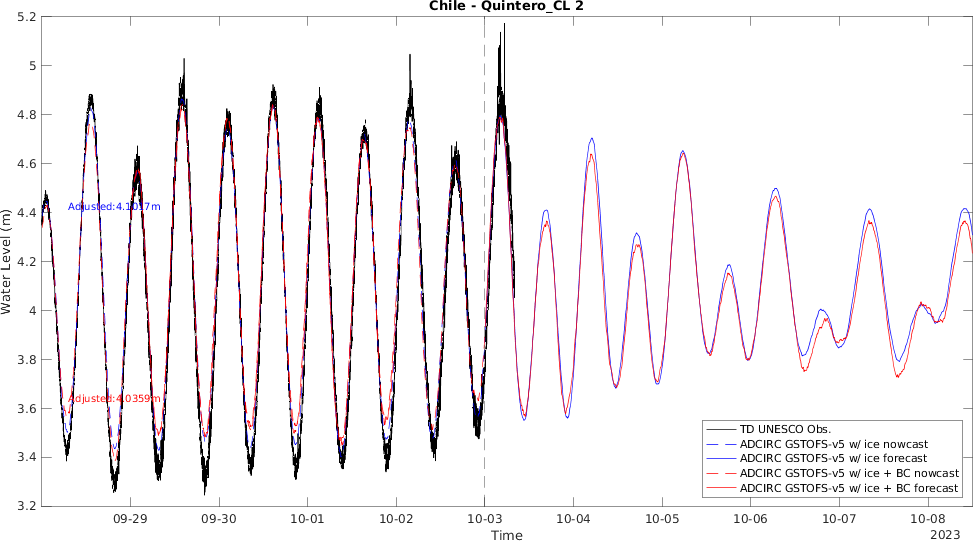 Chile - Quintero_CL 2
5.2
5
4.8
4.6
4.4
4.2
4
3.8
3.6
3.4
3.2
Water Level (m)
Adjusted:4.1017m
Adjusted:4.0359m
TD UNESCO Obs.
ADCIRC GSTOFS-v5 w/ ice nowcast
ADCIRC GSTOFS-v5 w/ ice forecast
ADCIRC GSTOFS-v5 w/ ice + BC nowcast
ADCIRC GSTOFS-v5 w/ ice + BC forecast
09-29 09-30 10-01 10-02 10-03 10-04 10-05 10-06 10-07 10-08
2023
Time